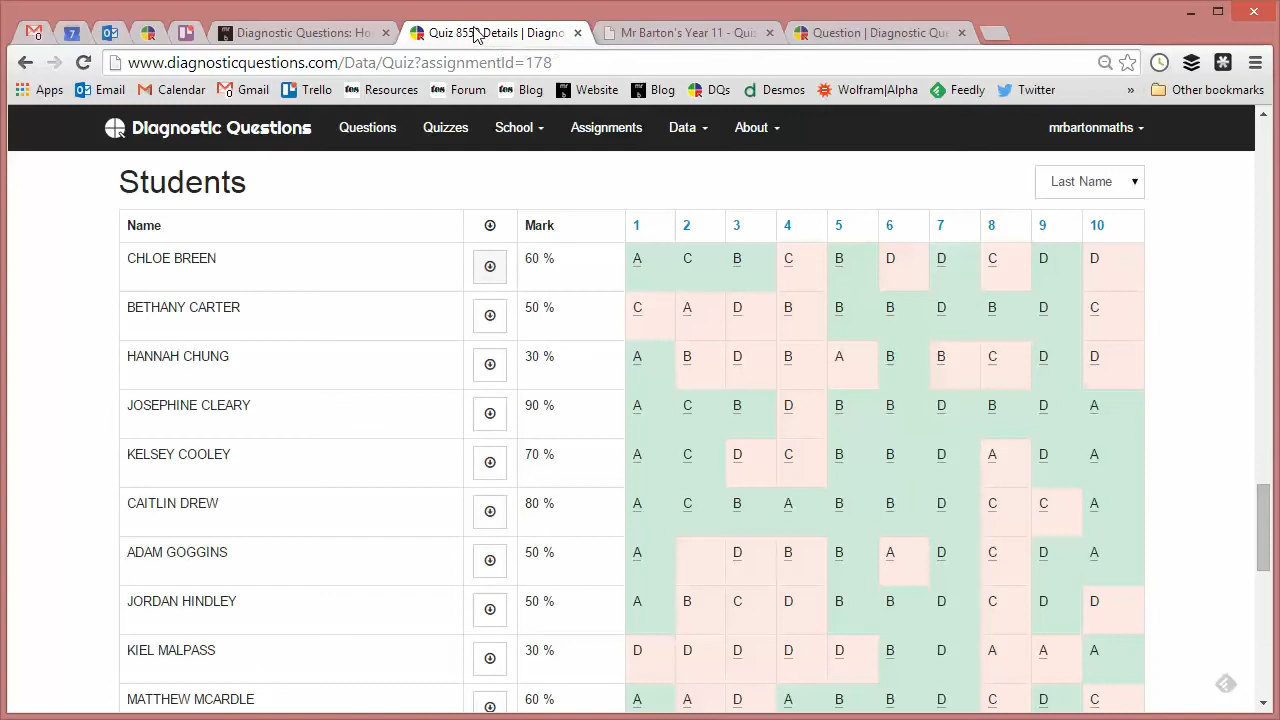 Diagnostic Questions: Ho
Quiz 855 Details | Diagno
Mr Barton's Year 11 - Quiz
Question | Diagnostic Que
www.diagnosticquestions.com/Data/Quiz?assignmentId=178
Apps Email Calendar Gmail Trello Resources Forum Blog Website Blog DQs Desmos Wolfram|Alpha Feedly Twitter » Other bookmarks
Diagnostic Questions Questions Quizzes School Assignments Data About mrbartonmaths
Students Last Name
Name Mark 1 2 3 4 5 6 7 8 9 10
CHLOE BREEN 60 % A C B C B D D C D D
BETHANY CARTER 50 % C A D B B B D B D C
HANNAH CHUNG 30 % A B D B A B B C D D
JOSEPHINE CLEARY 90 % A C B D B B D B D A
KELSEY COOLEY 70 % A C D C B B D A D A
CAITLIN DREW 80 % A C B A B B D C C A
ADAM GOGGINS 50 % A D B B A D C D A
JORDAN HINDLEY 50 % A B C D B B D C D D
KIEL MALPASS 30 % D D D D D B D A A A
MATTHEW MCARDLE 60 % A A D A B B D C D C